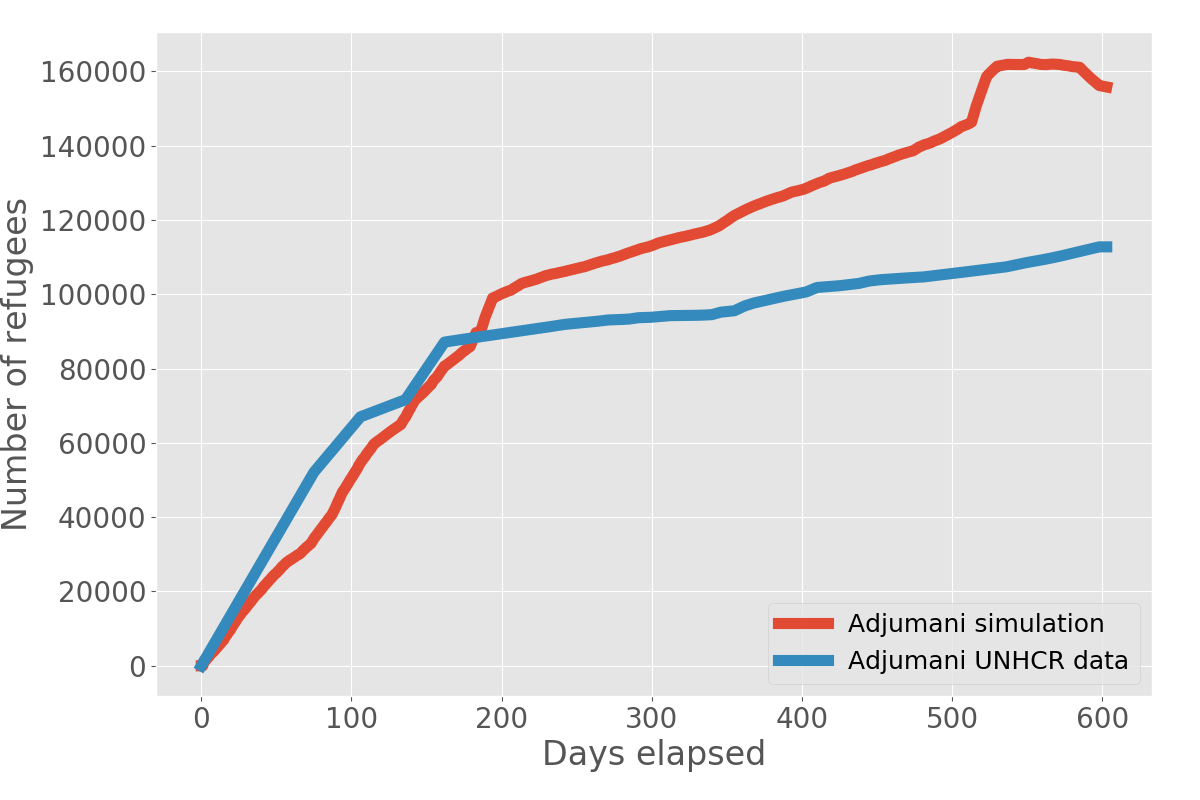 Number of refugees
160000
140000
120000
100000
80000
60000
40000
20000
0
0 100 200 300 400 500 600
Days elapsed
Adjumani simulation
Adjumani UNHCR data